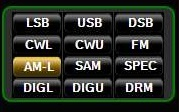 LSB USB DSB
CWL CWU FM
AM-L SAM SPEC
DIGL DIGU DRM